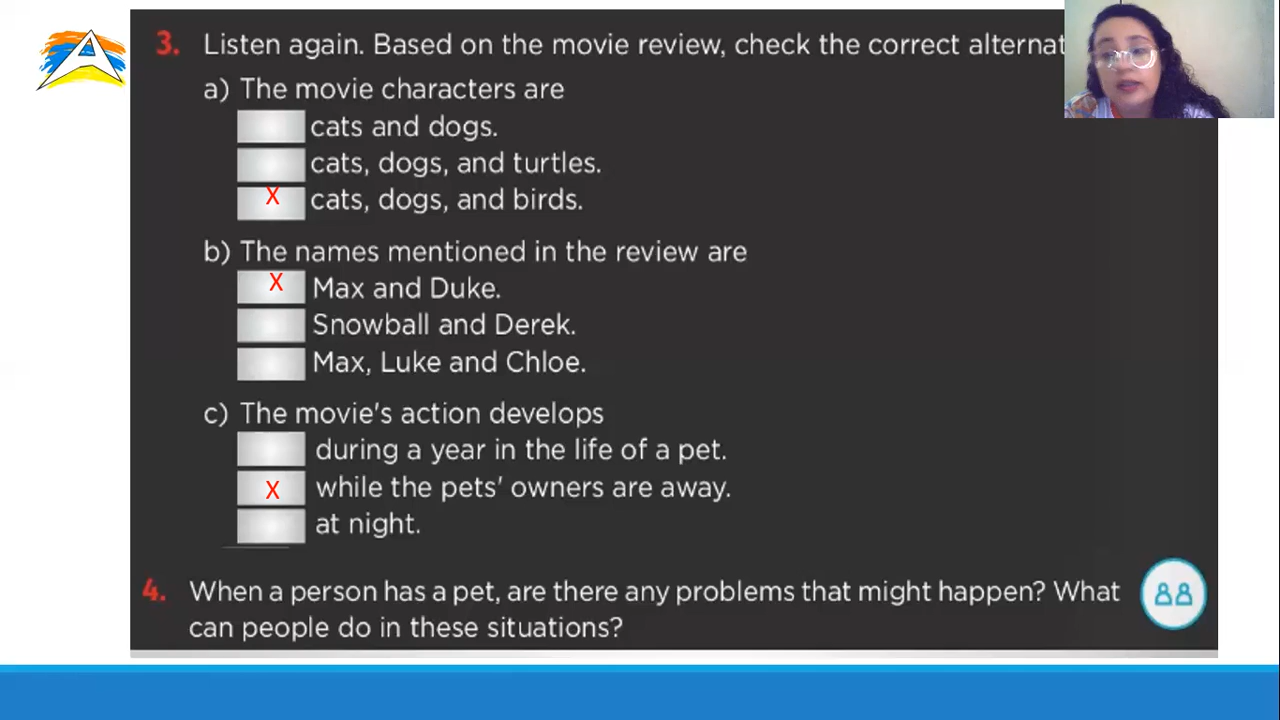 3. Listen again. Based on the movie review, check the correct
a) The movie characters are
cats and dogs.
cats, dogs, and turtles.
X cats, dogs, and birds.
b) The names mentioned in the review are
X Max and Duke.
Snowball and Derek.
Max, Luke and Chloe.
c) The movie's action develops
during a year in the life of a pet.
X while the pets' owners are away.
at night.
4. When a person has a pet, are there any problems that might happen? What
can people do in these situations?